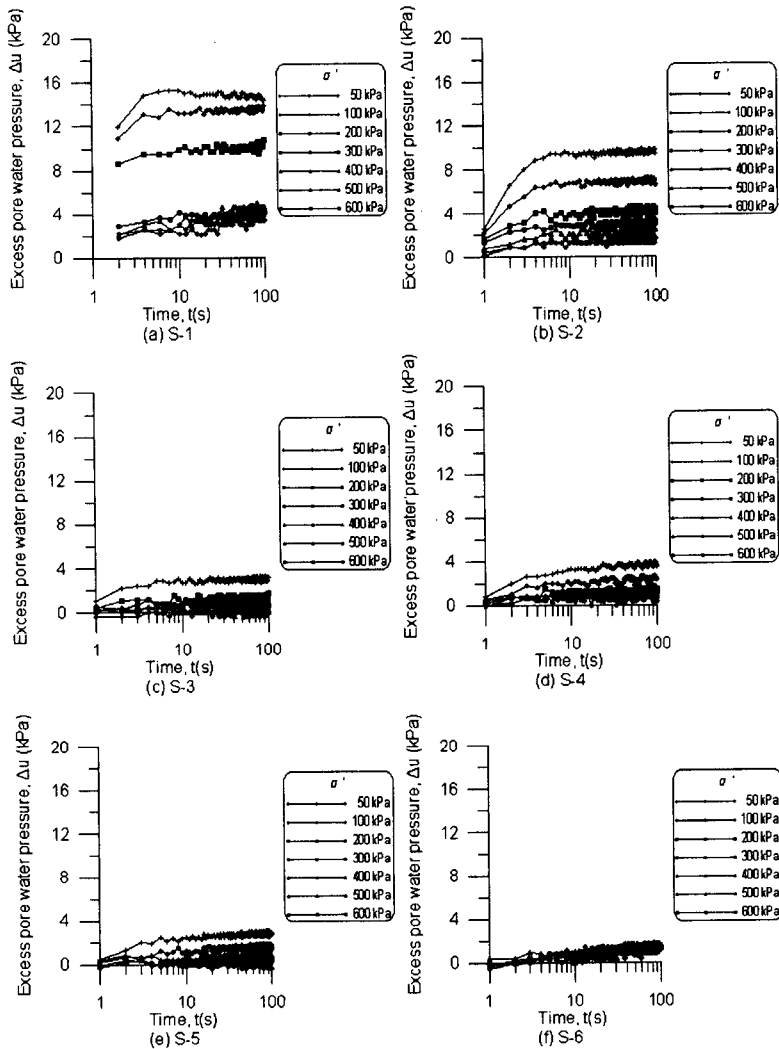 Excess pore water pressure, Δu (kPa)
20
16
12
8
4
0
1
10
100
Time, t(s)
(a) S-1
σ '
50 kPa
100 kPa
200 kPa
300 kPa
400 kPa
500 kPa
600 kPa
Excess pore water pressure, Δu (kPa)
20
16
12
8
4
0
1
10
100
Time, t(s)
(b) S-2
σ '
50 kPa
100 kPa
200 kPa
300 kPa
400 kPa
500 kPa
600 kPa
Excess pore water pressure, Δu (kPa)
20
16
12
8
4
0
1
10
100
Time, t(s)
(c) S-3
σ '
50 kPa
100 kPa
200 kPa
300 kPa
400 kPa
500 kPa
600 kPa
Excess pore water pressure, Δu (kPa)
20
16
12
8
4
0
1
10
100
Time, t(s)
(d) S-4
σ '
50 kPa
100 kPa
200 kPa
300 kPa
400 kPa
500 kPa
600 kPa
Excess pore water pressure, Δu (kPa)
20
16
12
8
4
0
1
10
100
Time, t(s)
(e) S-5
σ '
50 kPa
100 kPa
200 kPa
300 kPa
400 kPa
500 kPa
600 kPa
Excess pore water pressure, Δu (kPa)
20
16
12
8
4
0
1
10
100
Time, t(s)
(f) S-6
σ '
50 kPa
100 kPa
200 kPa
300 kPa
400 kPa
500 kPa
600 kPa